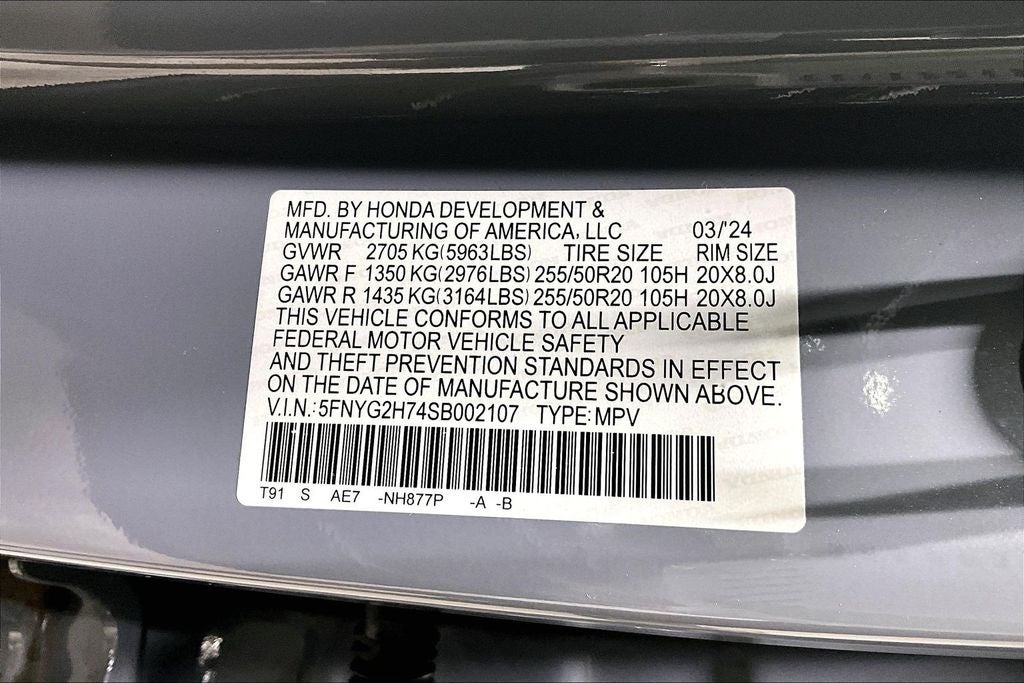 MFD. BY HONDA DEVELOPMENT &
MANUFACTURING OF AMERICA, LLC 03/'24
GVWR 2705 KG(5963LBS) TIRE SIZE RIM SIZE
GAWR F 1350 KG(2976LBS) 255/50R20 105H 20X8.0J
GAWR R 1435 KG(3164LBS) 255/50R20 105H 20X8.0J
THIS VEHICLE CONFORMS TO ALL APPLICABLE
FEDERAL MOTOR VEHICLE SAFETY
AND THEFT PREVENTION STANDARDS IN EFFECT
ON THE DATE OF MANUFACTURE SHOWN ABOVE.
V.I.N.:5FNYG2H74SB002107 TYPE:MPV
T91 S AE7 -NH877P -A -B